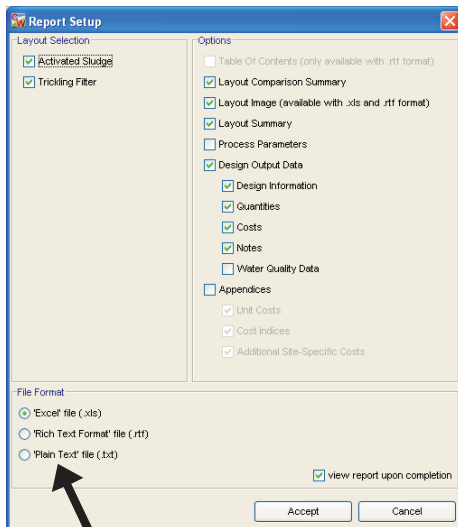 Report Setup
Layout Selection
Activated Sludge
Trickling Filter
Options
Table Of Contents (only available with .rtf format)
Layout Comparison Summary
Layout Image (available with .xls and .rtf format)
Layout Summary
Process Parameters
Design Output Data
Design Information
Quantities
Costs
Notes
Water Quality Data
Appendices
Unit Costs
Cost Indices
Additional Site-Specific Costs
File Format
'Excel' file (.xls)
'Rich Text Format' file (.rtf)
'Plain Text' file (.txt)
view report upon completion
Accept Cancel